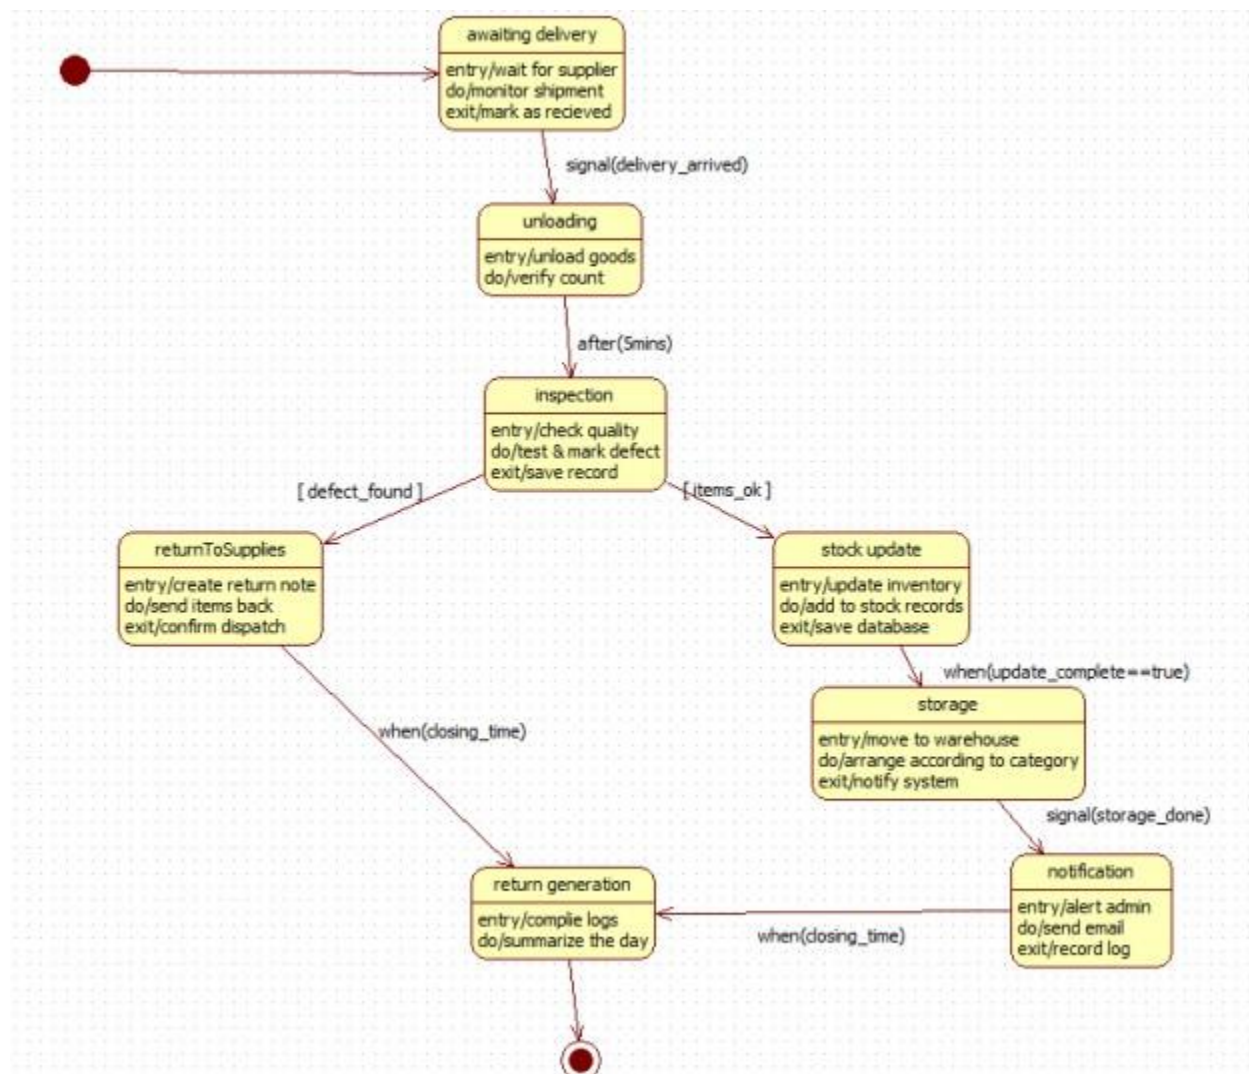 awaiting delivery
entry/wait for supplier
do/monitor shipment
exit/mark as recieved
signal(delivery_arrived)
unloading
entry/unload goods
do/verify count
after(5mins)
inspection
entry/check quality
do/test & mark defect
exit/save record
[ defect_found ]
[ items_ok ]
returnToSupplies
entry/create return note
do/send items back
exit/confirm dispatch
stock update
entry/update inventory
do/add to stock records
exit/save database
when(update_complete==true)
storage
entry/move to warehouse
do/arrange according to category
exit/notify system
when(closing_time)
signal(storage_done)
return generation
entry/complie logs
do/summarize the day
notification
entry/alert admin
do/send email
exit/record log
when(closing_time)